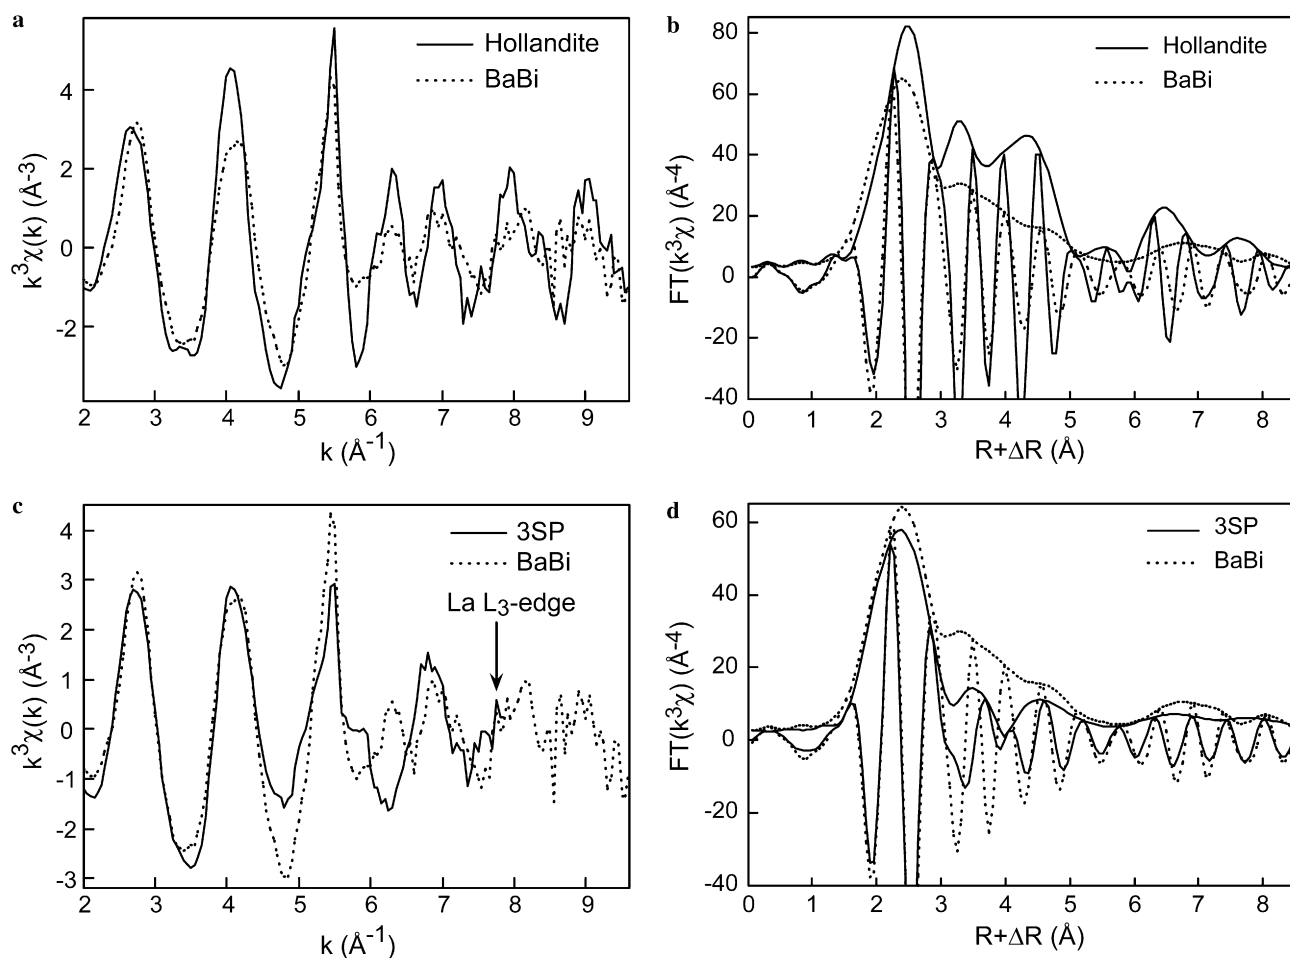 a
Hollandite
BaBi
4
2
0
-2
k3χ(k) (Å-3)
2 3 4 5 6 7 8 9
k (Å-1)
b
Hollandite
BaBi
80
60
40
20
0
-20
-40
FT(k3χ) (Å-4)
0 1 2 3 4 5 6 7 8
R+ΔR (Å)
c
3SP
BaBi
La L3-edge
4
3
2
1
0
-1
-2
-3
k3χ(k) (Å-3)
2 3 4 5 6 7 8 9
k (Å-1)
d
3SP
BaBi
60
40
20
0
-20
-40
FT(k3χ) (Å-4)
0 1 2 3 4 5 6 7 8
R+ΔR (Å)